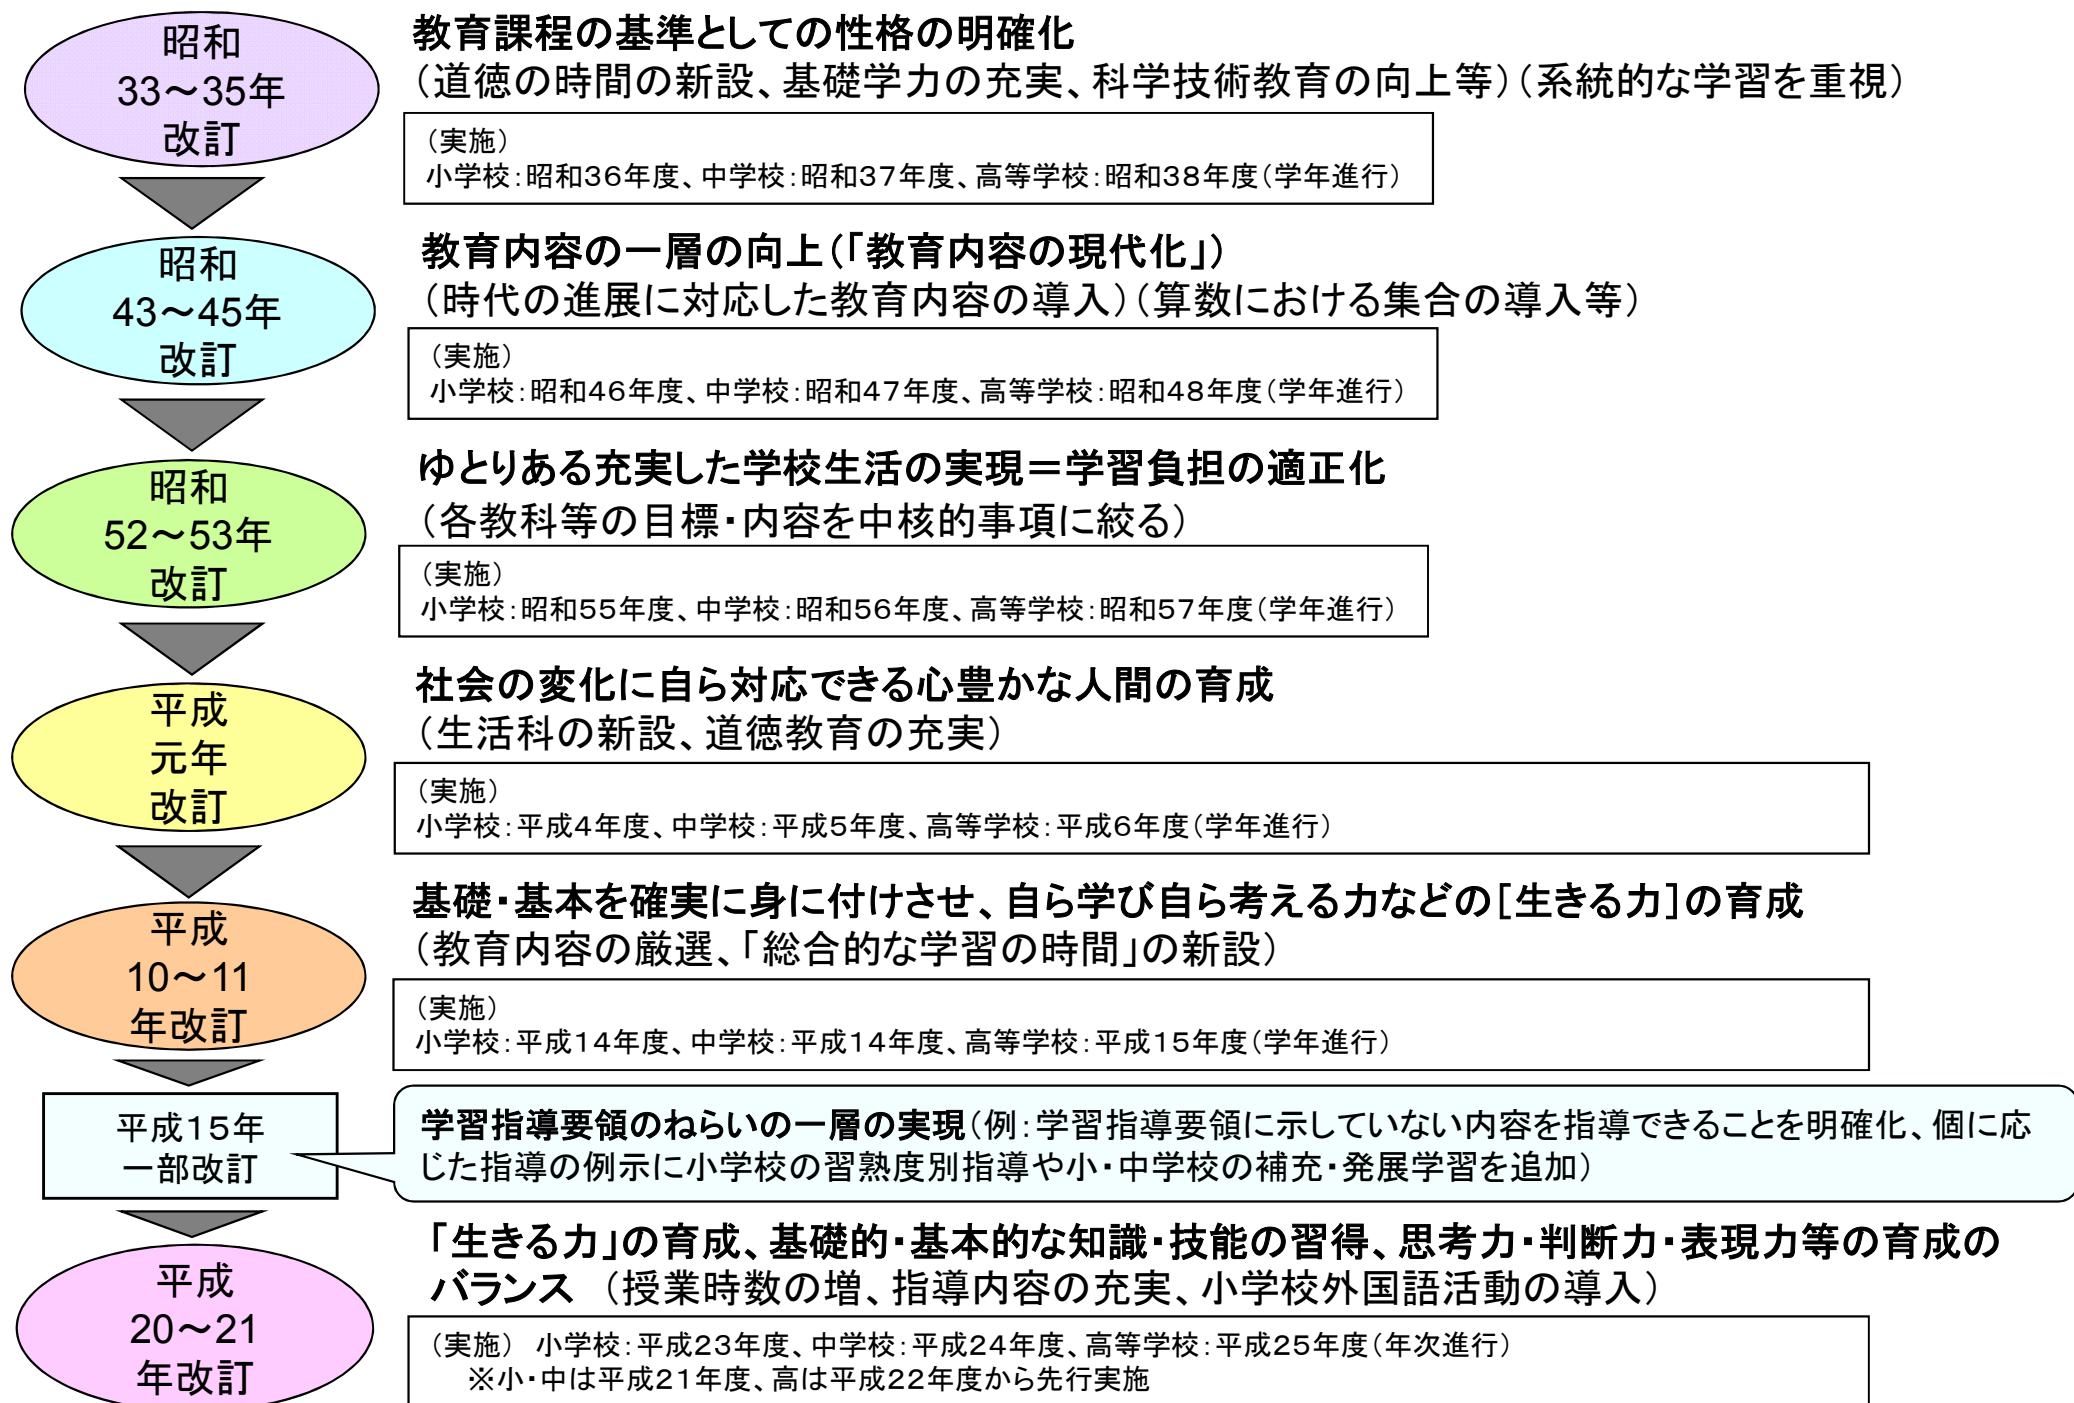 昭和
33～35年
改訂
教育課程の基準としての性格の明確化
（道徳の時間の新設、基礎学力の充実、科学技術教育の向上等）（系統的な学習を重視）
（実施）
小学校：昭和36年度、中学校：昭和37年度、高等学校：昭和38年度（学年進行）
昭和
43～45年
改訂
教育内容の一層の向上（「教育内容の現代化」）
（時代の進展に対応した教育内容の導入）（算数における集合の導入等）
（実施）
小学校：昭和46年度、中学校：昭和47年度、高等学校：昭和48年度（学年進行）
昭和
52～53年
改訂
ゆとりある充実した学校生活の実現＝学習負担の適正化
（各教科等の目標・内容を中核的事項に絞る）
（実施）
小学校：昭和55年度、中学校：昭和56年度、高等学校：昭和57年度（学年進行）
平成
元年
改訂
社会の変化に自ら対応できる心豊かな人間の育成
（生活科の新設、道徳教育の充実）
（実施）
小学校：平成4年度、中学校：平成5年度、高等学校：平成6年度（学年進行）
平成
10～11
年改訂
基礎・基本を確実に身に付けさせ、自ら学び自ら考える力などの［生きる力］の育成
（教育内容の厳選、「総合的な学習の時間」の新設）
（実施）
小学校：平成14年度、中学校：平成14年度、高等学校：平成15年度（学年進行）
平成15年
一部改訂
学習指導要領のねらいの一層の実現（例：学習指導要領に示していない内容を指導できることを明確化、個に応
じた指導の例示に小学校の習熟度別指導や小・中学校の補充・発展学習を追加）
平成
20～21
年改訂
「生きる力」の育成、基礎的・基本的な知識・技能の習得、思考力・判断力・表現力等の育成の
バランス （授業時数の増、指導内容の充実、小学校外国語活動の導入）
（実施） 小学校：平成23年度、中学校：平成24年度、高等学校：平成25年度（年次進行）
※小・中は平成21年度、高は平成22年度から先行実施